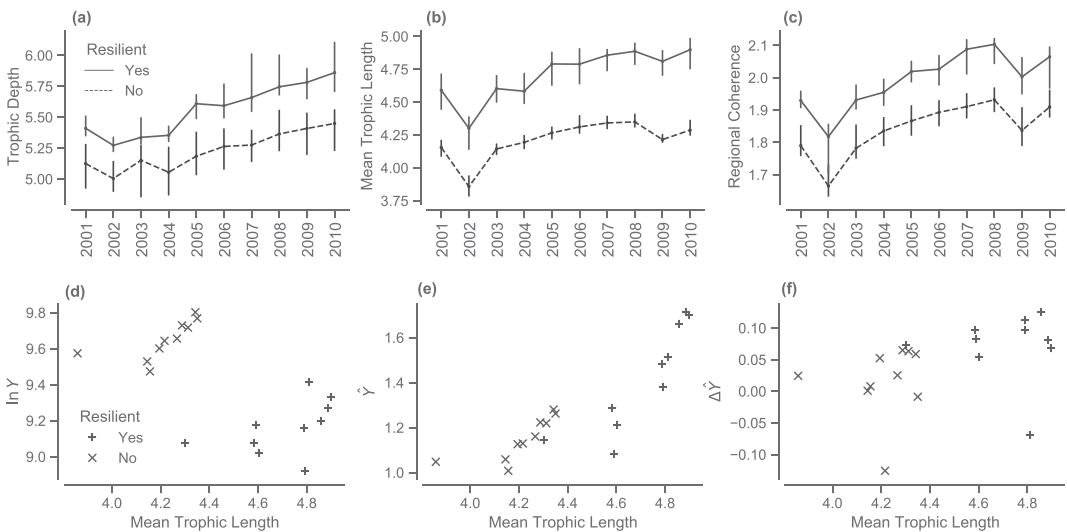 (a)
Trophic Depth
6.00
5.75
5.50
5.25
5.00
Resilient
Yes
No
2001
2002
2003
2004
2005
2006
2007
2008
2009
2010
(b)
Mean Trophic Length
5.00
4.75
4.50
4.25
4.00
3.75
2001
2002
2003
2004
2005
2006
2007
2008
2009
2010
(c)
Regional Coherence
2.1
2.0
1.9
1.8
1.7
2001
2002
2003
2004
2005
2006
2007
2008
2009
2010
(d)
ln Y
9.8
9.6
9.4
9.2
9.0
Resilient
Yes
No
4.0 4.2 4.4 4.6 4.8
Mean Trophic Length
(e)
Ŷ
1.6
1.4
1.2
1.0
4.0 4.2 4.4 4.6 4.8
Mean Trophic Length
(f)
ΔŶ
0.10
0.05
0.00
−0.05
−0.10
4.0 4.2 4.4 4.6 4.8
Mean Trophic Length